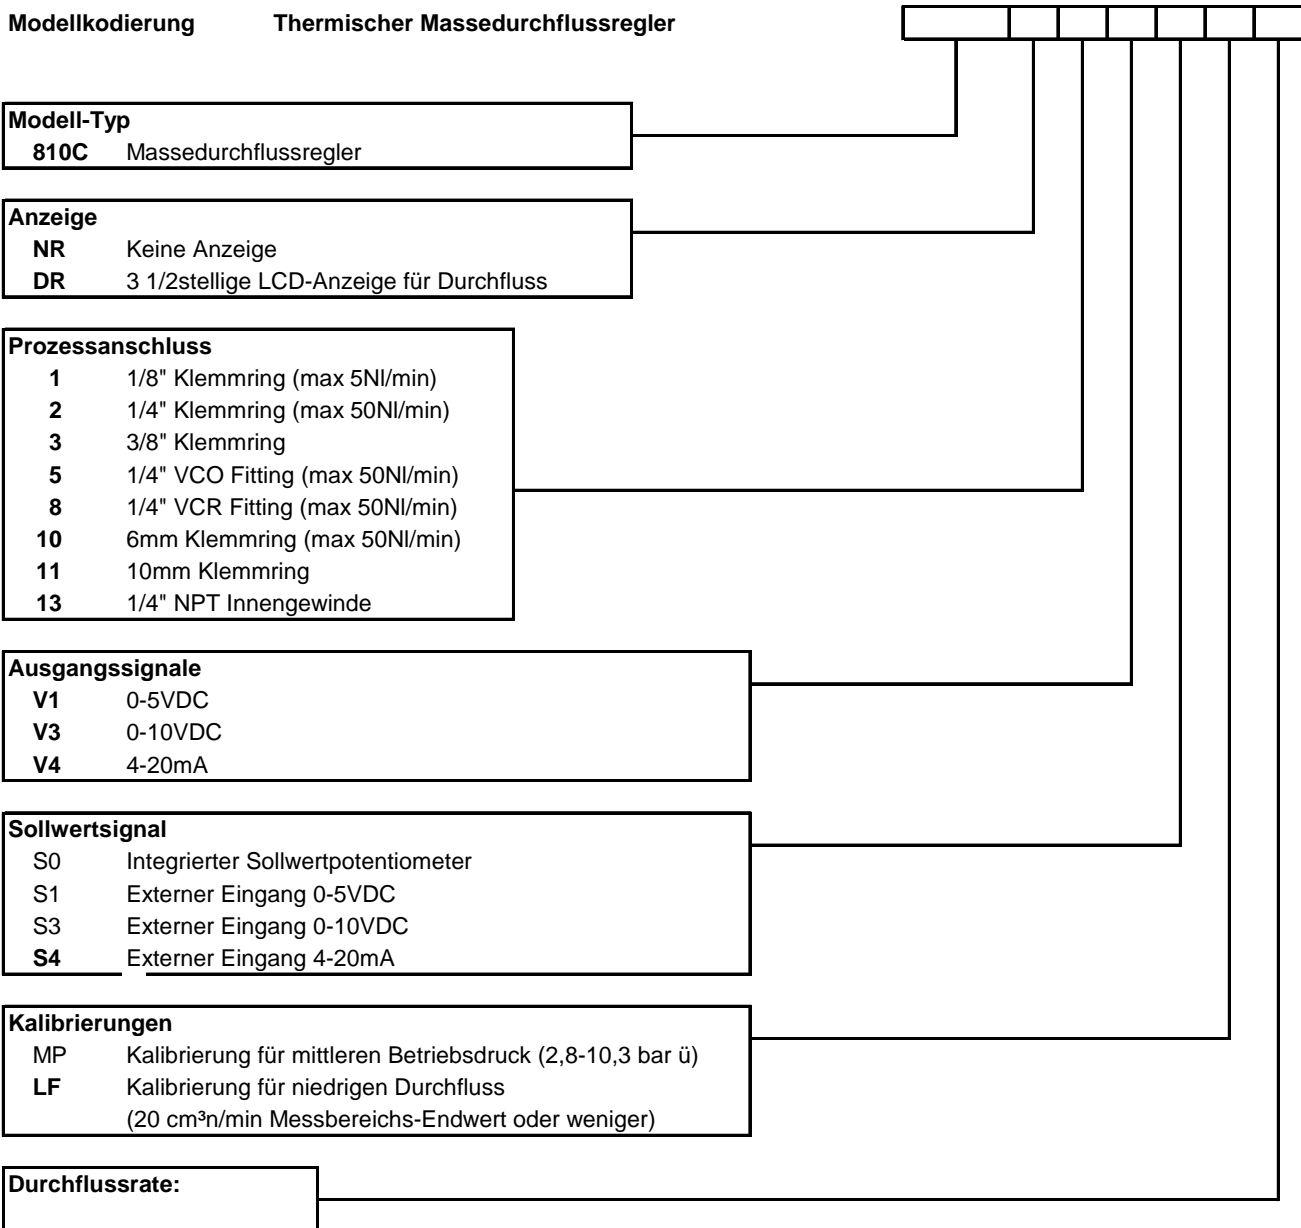 Modellkodierung Thermischer Massedurchflussregler
Modell-Typ
810C Massedurchflussregler
Anzeige
NR Keine Anzeige
DR 3 1/2stellige LCD-Anzeige für Durchfluss
Prozessanschluss
1 1/8" Klemmring (max 5Nl/min)
2 1/4" Klemmring (max 50Nl/min)
3 3/8" Klemmring
5 1/4" VCO Fitting (max 50Nl/min)
8 1/4" VCR Fitting (max 50Nl/min)
10 6mm Klemmring (max 50Nl/min)
11 10mm Klemmring
13 1/4" NPT Innengewinde
Ausgangssignale
V1 0-5VDC
V3 0-10VDC
V4 4-20mA
Sollwertsignal
S0 Integrierter Sollwertpotentiometer
S1 Externer Eingang 0-5VDC
S3 Externer Eingang 0-10VDC
S4 Externer Eingang 4-20mA
Kalibrierungen
MP Kalibrierung für mittleren Betriebsdruck (2,8-10,3 bar ü)
LF Kalibrierung für niedrigen Durchfluss
(20 cm³n/min Messbereichs-Endwert oder weniger)
Durchflussrate: